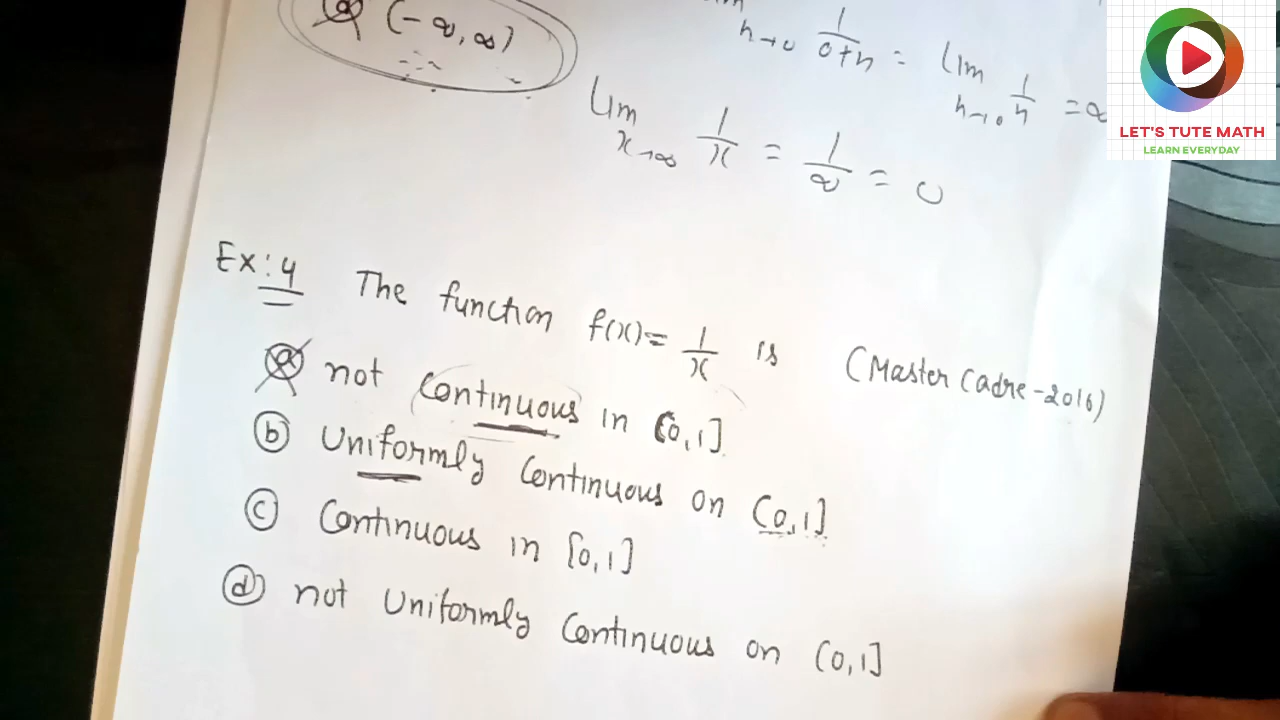 (a) (-∞, ∞)
lim h→0 1/0+h = lim h→0 1/h = ∞
Lim x→∞ 1/x = 1/∞ = 0
LET'S TUTE MATH
LEARN EVERYDAY
Ex: 4 The function f(x) = 1/x is (Master Cadre-2016)
(a) not continuous in (0,1].
(b) Uniformly continuous on (0,1]
(c) Continuous in [0,1]
(d) not Uniformly continuous on (0,1]